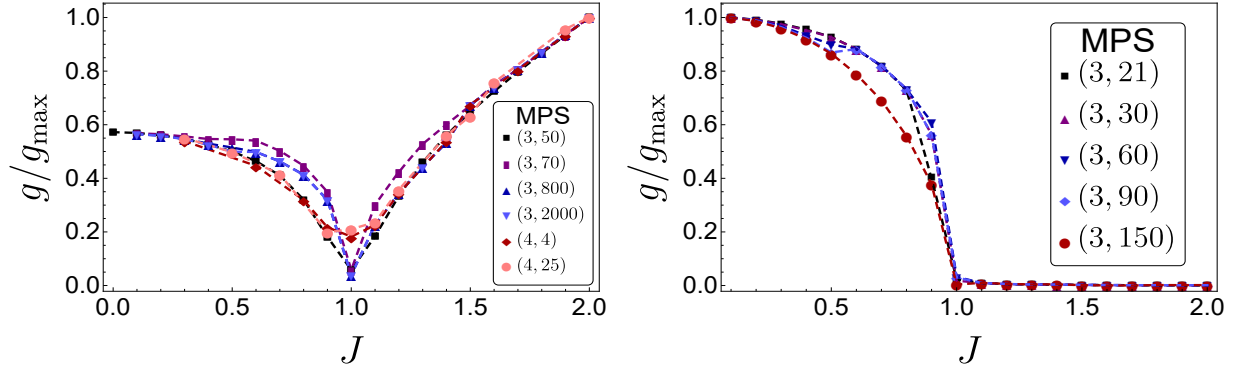 g/g_max
1.0
0.8
0.6
0.4
0.2
0.0
MPS
(3, 50)
(3, 70)
(3, 800)
(3, 2000)
(4, 4)
(4, 25)
0.0 0.5 1.0 1.5 2.0
J
g/g_max
1.0
0.8
0.6
0.4
0.2
0.0
MPS
(3, 21)
(3, 30)
(3, 60)
(3, 90)
(3, 150)
0.5 1.0 1.5 2.0
J